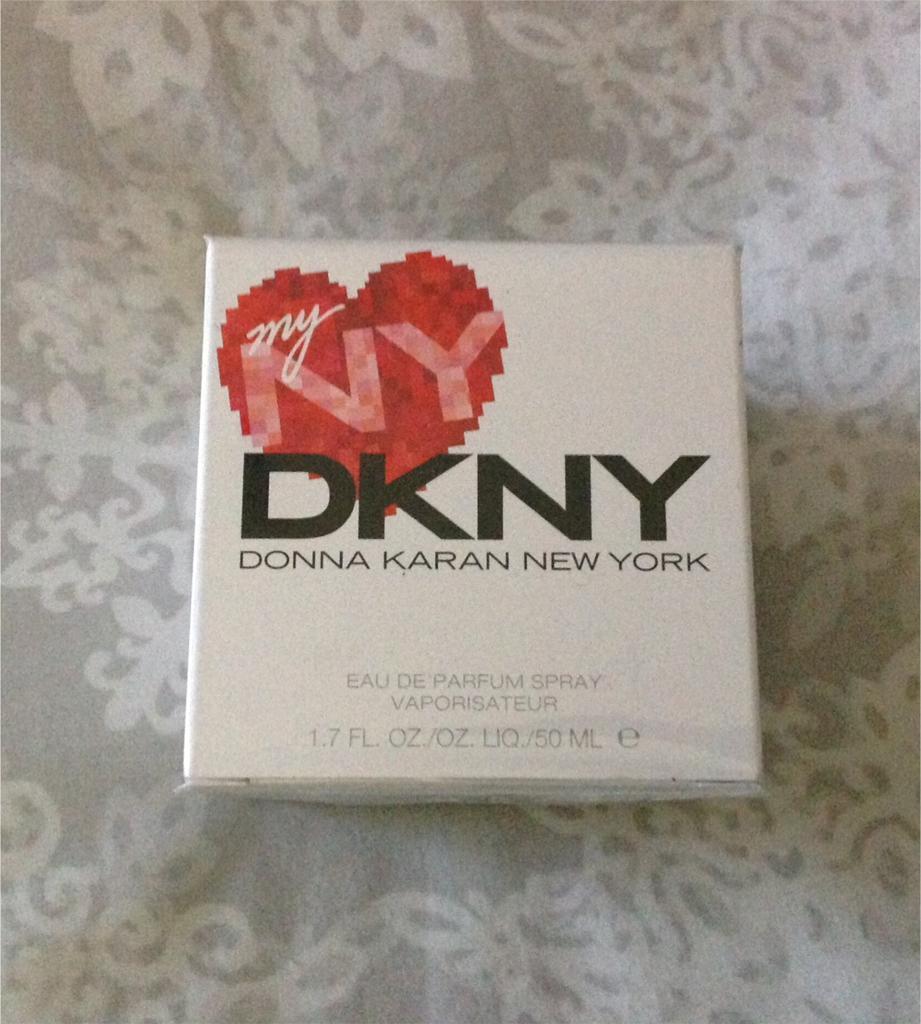 my
NY
DKNY
DONNA KARAN NEW YORK
EAU DE PARFUM SPRAY
VAPORISATEUR
1.7 FL. OZ./OZ. LIQ./50 ML ℮